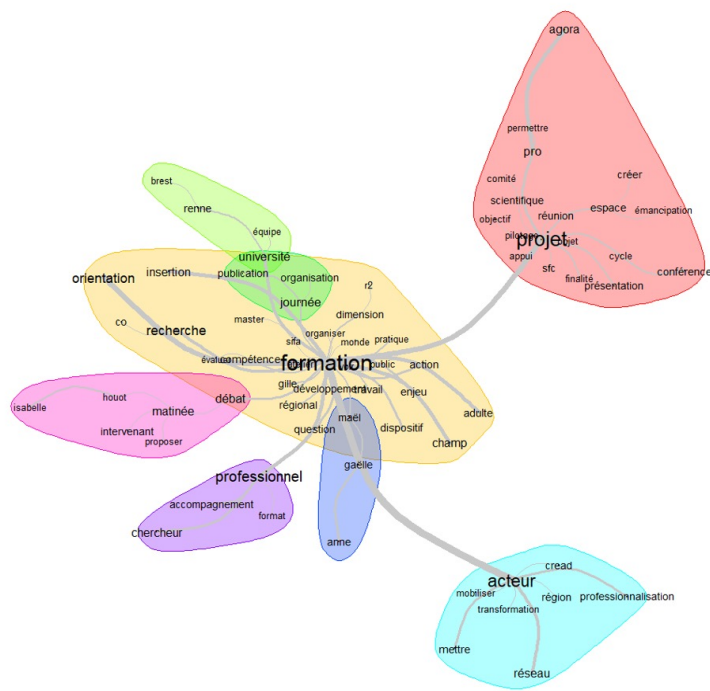 agora
permettre
pro
comité
créer
scientifique
espace
émancipation
objectif
réunion
pilotage
projet
objet
appui
cycle
sfc
conférence
finalité
présentation
brest
renne
équipe
université
orientation
insertion
publication
organisation
journée
r2
co
recherche
master
dimension
organiser
sifa
monde
pratique
compétences
formation
public
action
gille
développement
travail
enjeu
régional
adulte
question
maël
dispositif
champ
isabelle
houot
débat
matinée
intervenant
proposer
professionnel
gaëlle
accompagnement
format
chercheur
anne
acteur
cread
mobiliser
région
professionnalisation
transformation
mettre
réseau